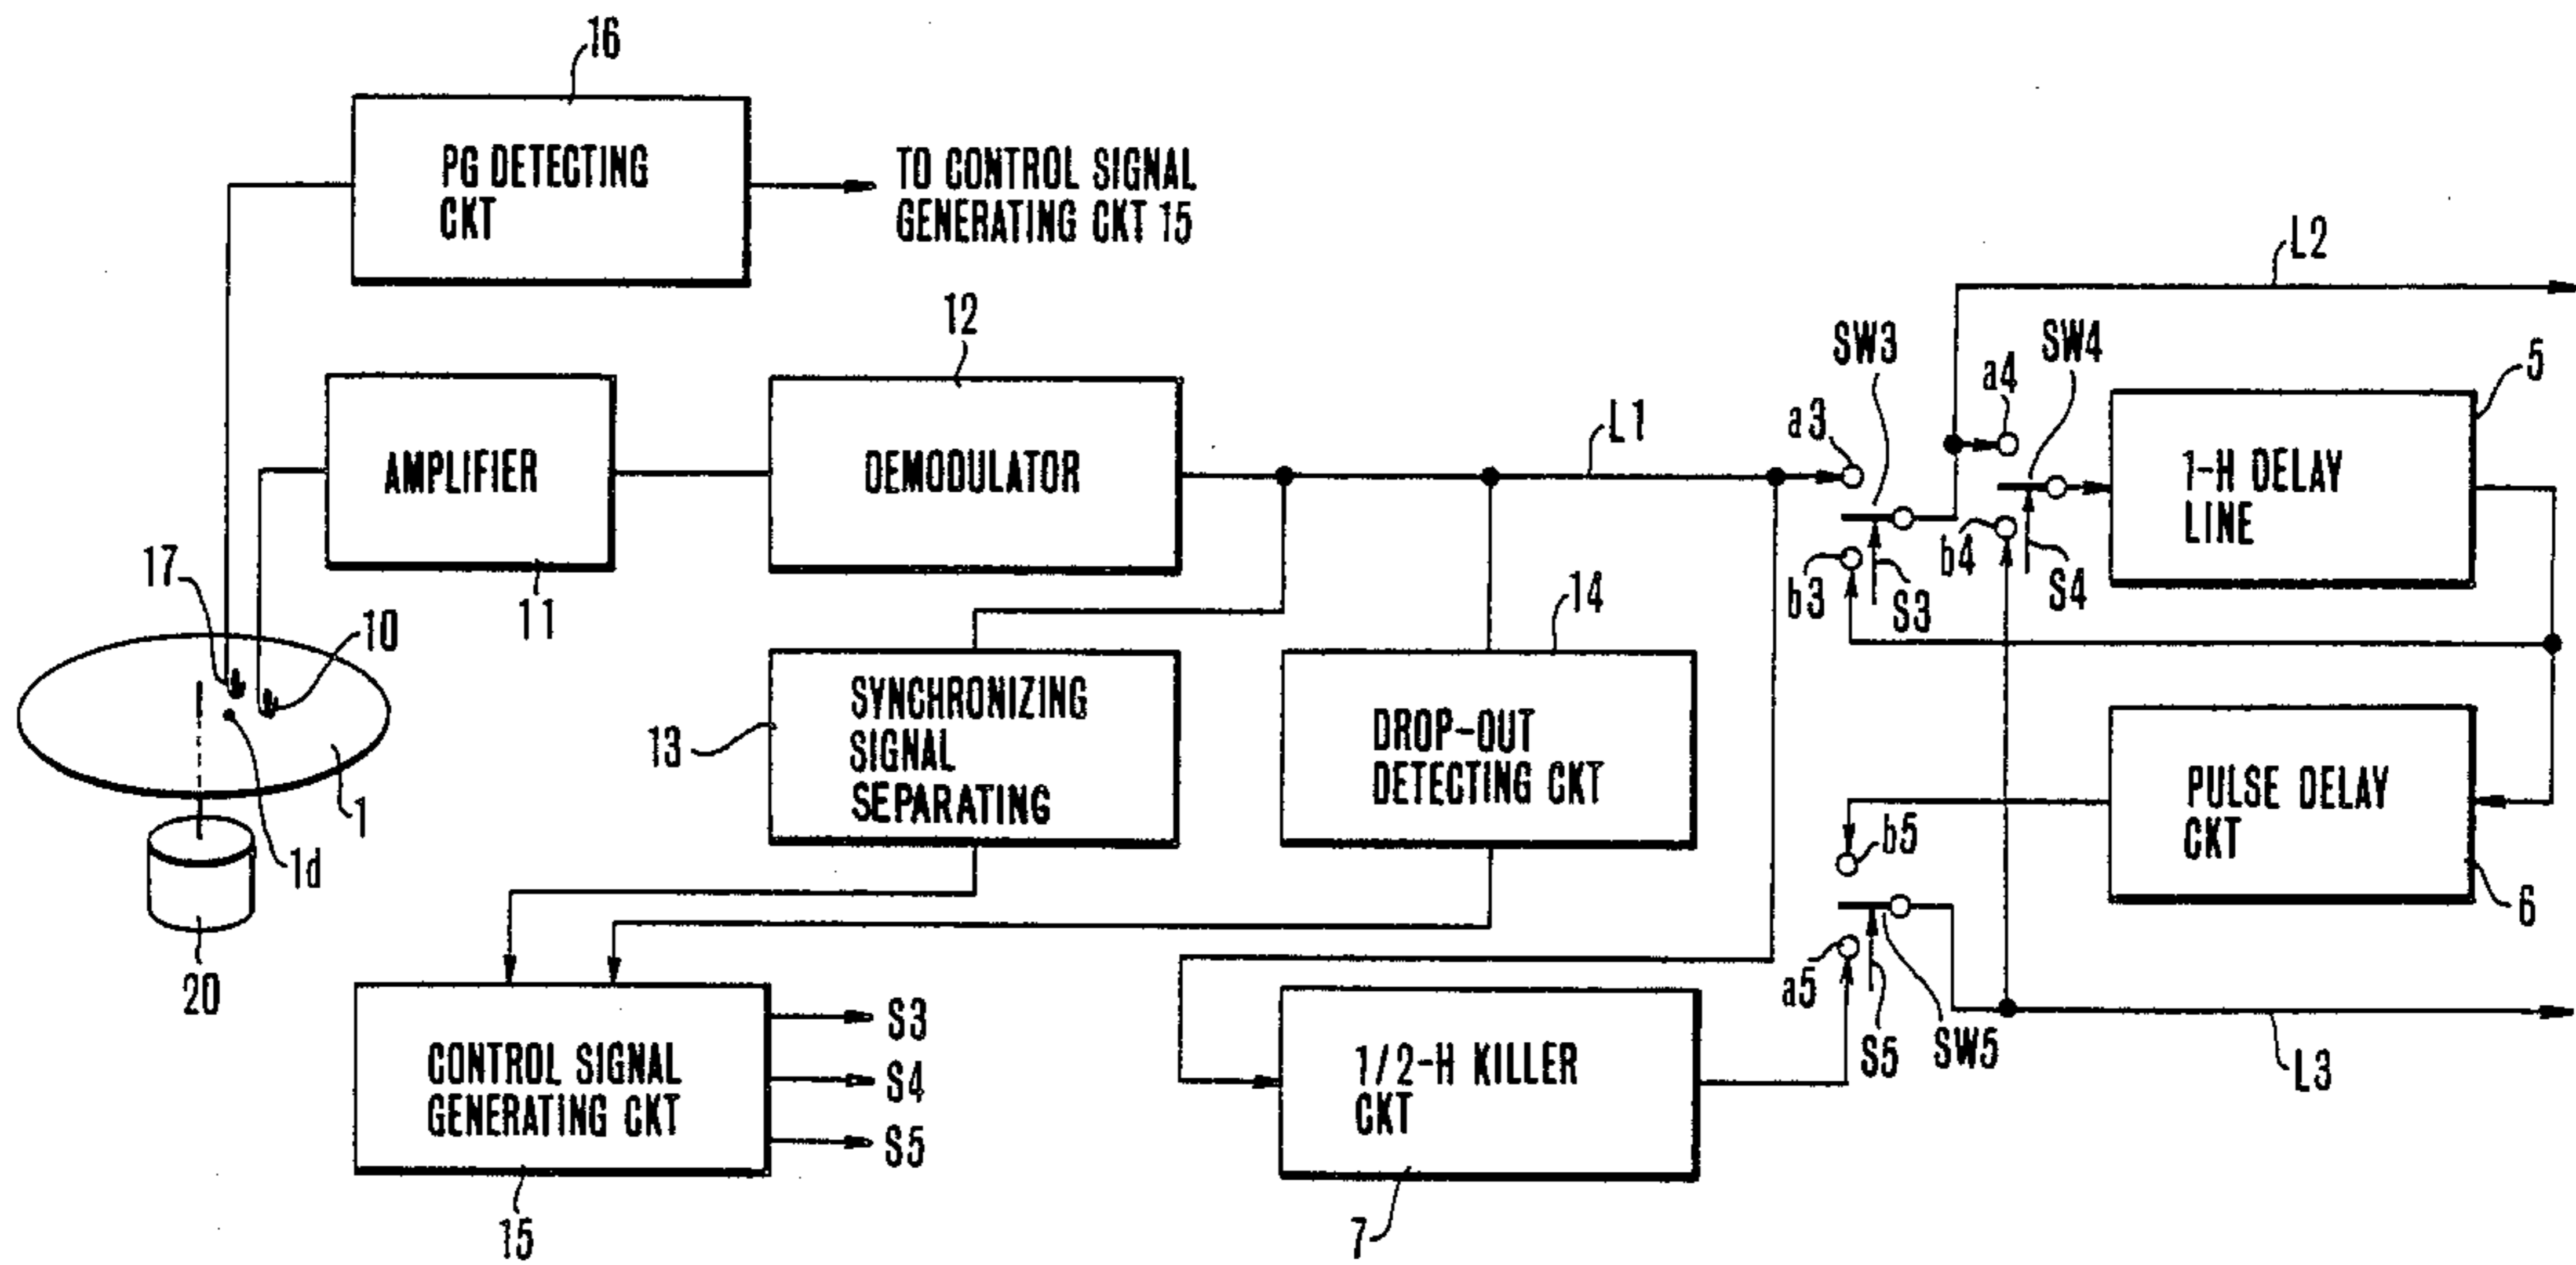 16
PG DETECTING
CKT
TO CONTROL SIGNAL
GENERATING CKT 15
L2
12
SW3
SW4
a4
5
AMPLIFIER
DEMODULATOR
L1
a3
1-H DELAY
LINE
17
10
11
b3
S3
b4
S4
14
13
SYNCHRONIZING
SIGNAL
SEPARATING
DROP-OUT
DETECTING CKT
PULSE DELAY
CKT
1
1d
b5
6
20
a5
S5
SW5
L3
CONTROL SIGNAL
GENERATING CKT
S3
S4
S5
1/2-H KILLER
CKT
15
7